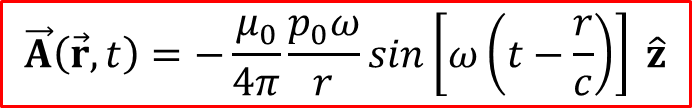 A⃗(r⃗,t) = − μ₀/4π p₀ω/r sin[ω(t − r/c)] ẑ